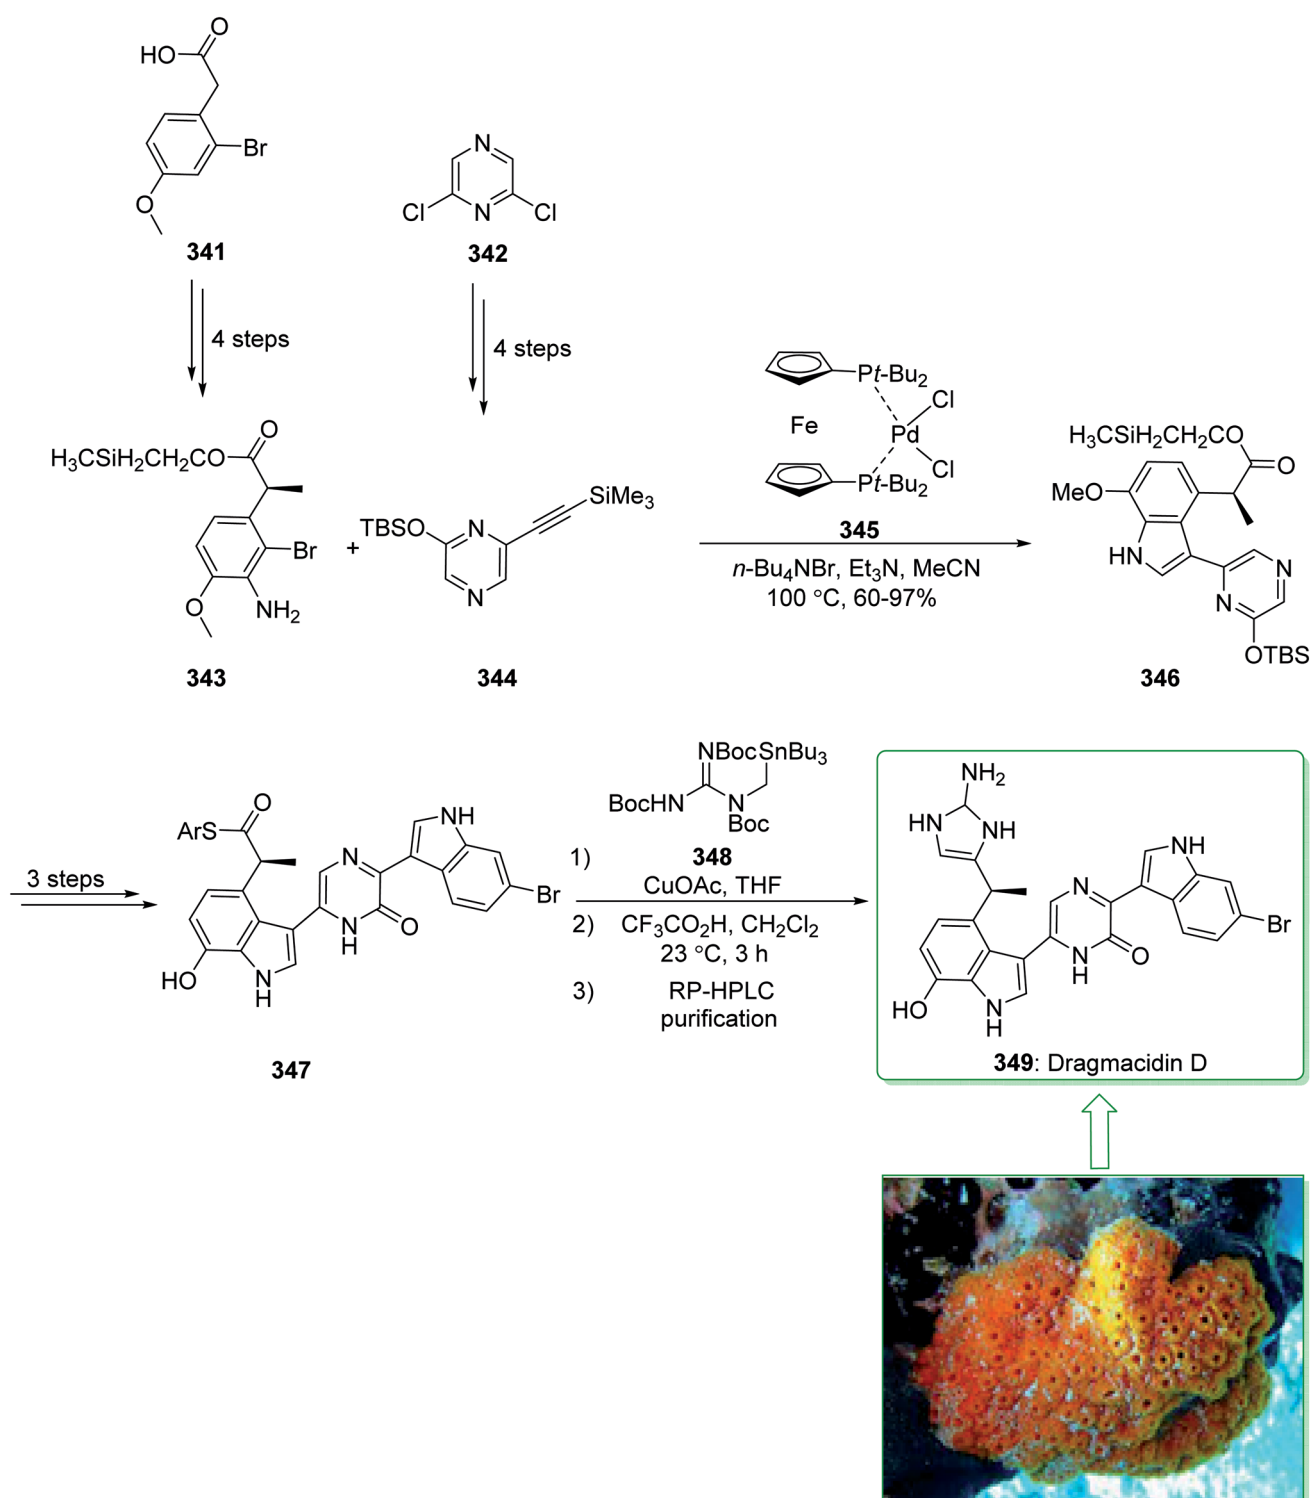 HO
O
Br
O
341
N
Cl
N
Cl
342
4 steps
4 steps
H3CSiH2CH2CO
O
Br
O
NH2
343
+
SiMe3
TBSO
N
N
344
Pt-Bu2
Fe
Pd
Cl
Cl
Pt-Bu2
345
n-Bu4NBr, Et3N, MeCN
100 °C, 60-97%
H3CSiH2CH2CO
O
MeO
HN
N
N
OTBS
346
3 steps
O
ArS
N
NH
Br
N
H
O
HO
N
H
347
NBoc
SnBu3
BocHN
N
Boc
1)
348
CuOAc, THF
2)
CF3CO2H, CH2Cl2
23 °C, 3 h
3)
RP-HPLC
purification
NH2
HN
NH
NH
N
Br
N
H
O
HO
N
H
349: Dragmacidin D